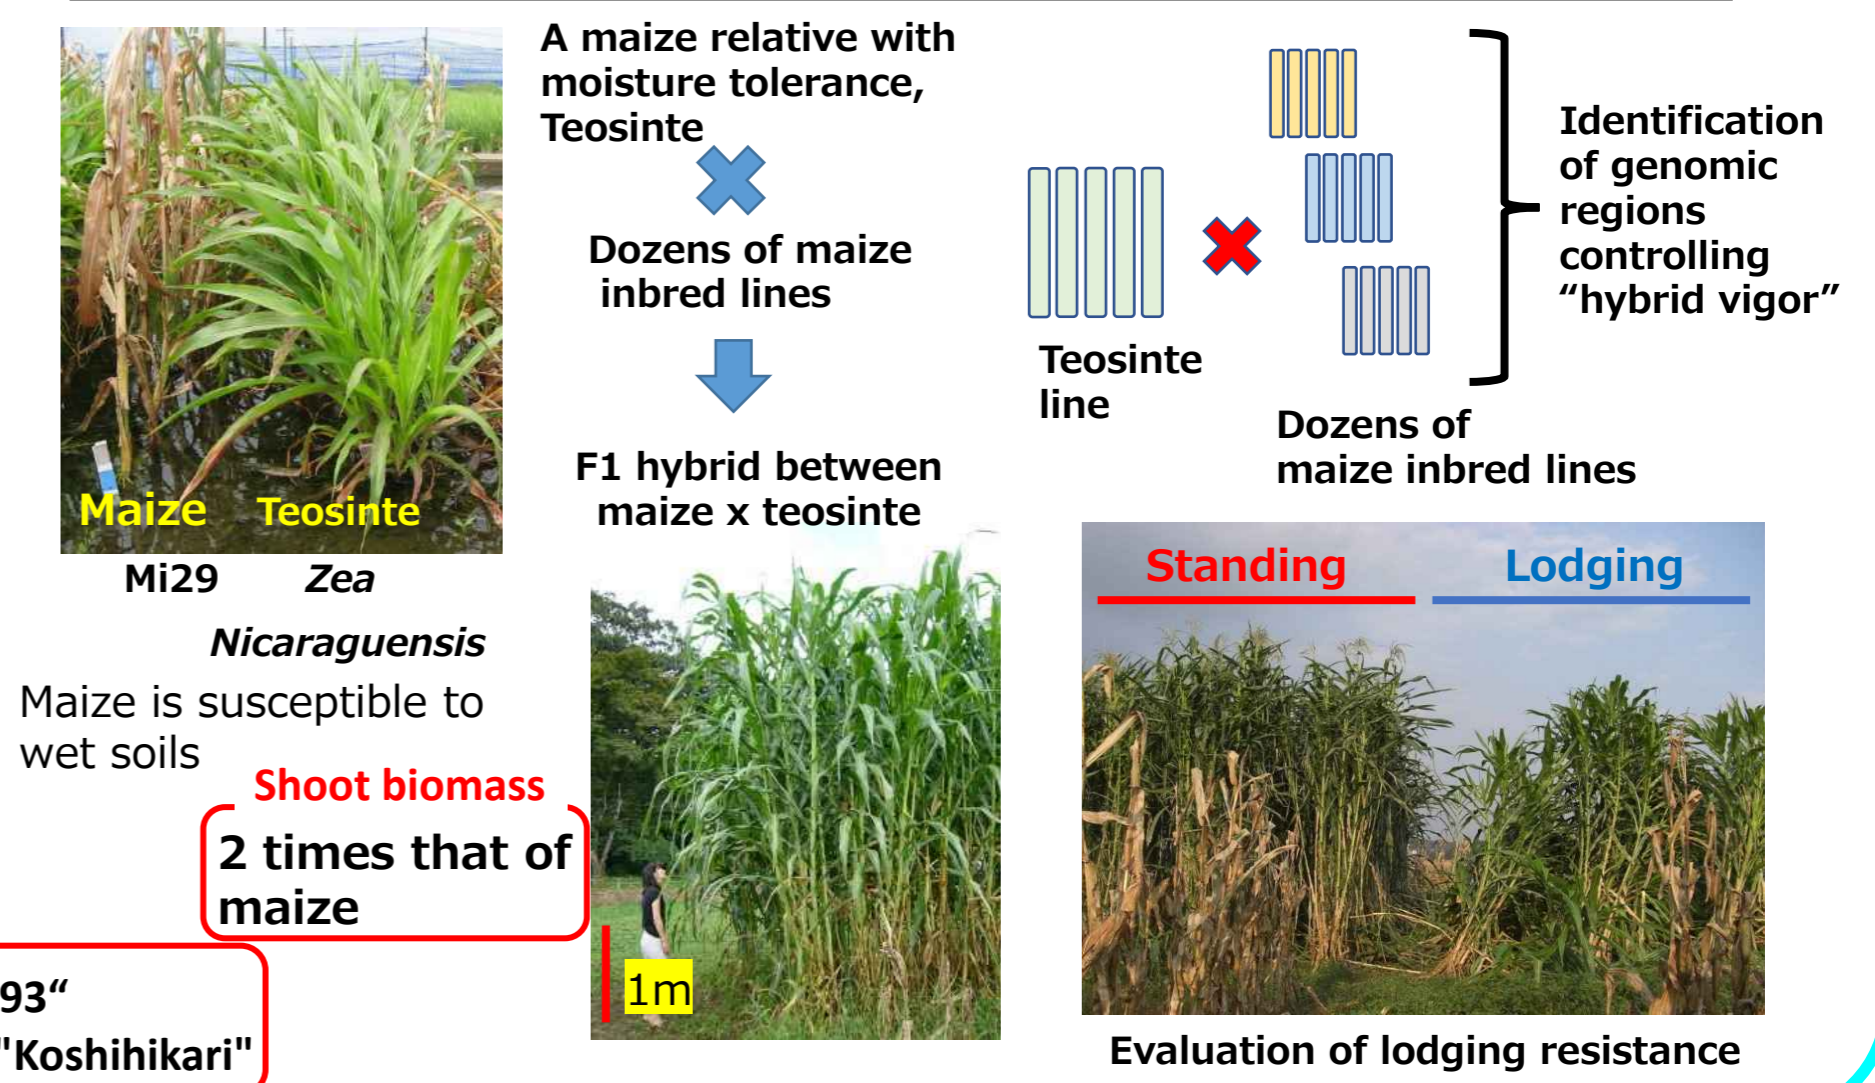 Maize Teosinte
Mi29 Zea
Nicaraguensis
Maize is susceptible to
wet soils
Shoot biomass
2 times that of
maize
93“
"Koshihikari"
A maize relative with
moisture tolerance,
Teosinte
Dozens of maize
inbred lines
F1 hybrid between
maize x teosinte
1m
Teosinte
line
Dozens of
maize inbred lines
Identification
of genomic
regions
controlling
“hybrid vigor”
Standing Lodging
Evaluation of lodging resistance